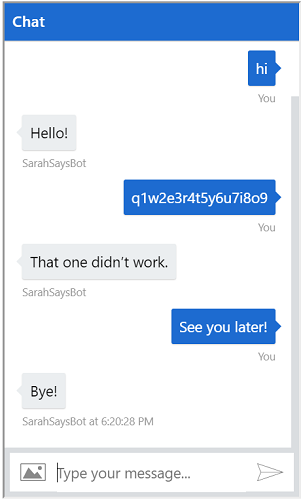 Chat
hi
You
Hello!
SarahSaysBot
q1w2e3r4t5y6u7i8o9
You
That one didn't work.
SarahSaysBot
See you later!
You
Bye!
SarahSaysBot at 6:20:28 PM
Type your message...